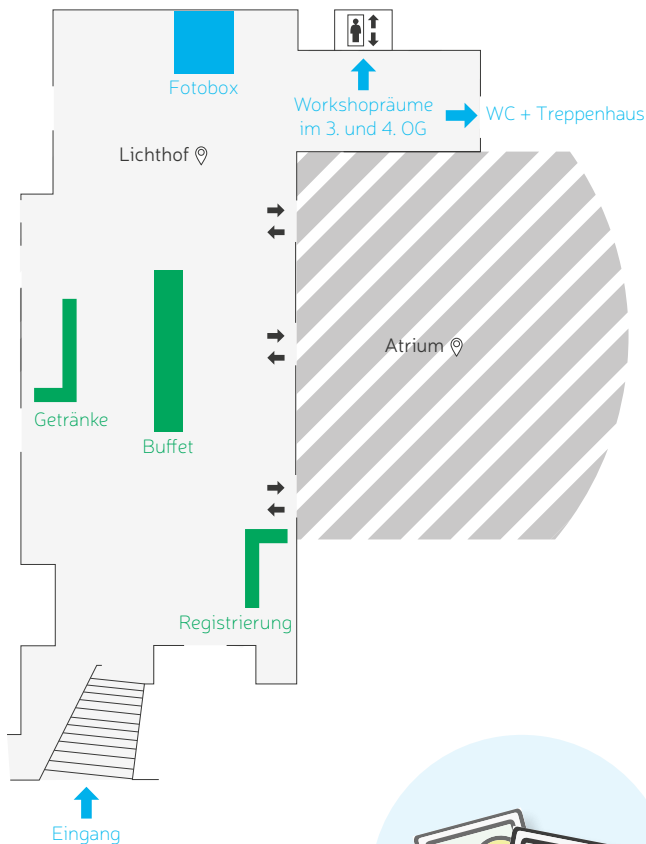 Fotobox
Workshopräume
im 3. und 4. OG
WC + Treppenhaus
Lichthof
Atrium
Getränke
Buffet
Registrierung
Eingang